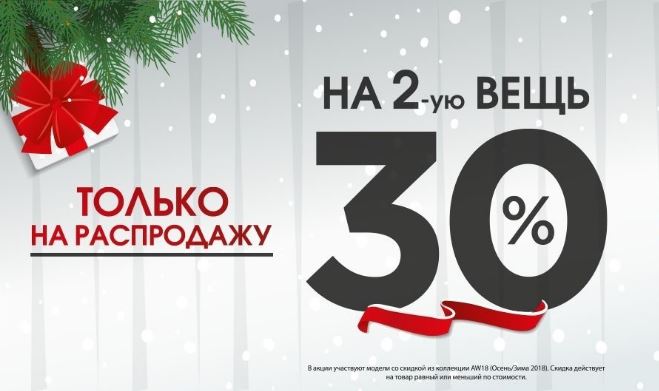 ТОЛЬКО
НА РАСПРОДАЖУ
НА 2-ую ВЕЩЬ
30%
В акции участвуют модели со скидкой из коллекции AW18 (Осень/Зима 2018). Скидка действует
на товар равный или меньший по стоимости.